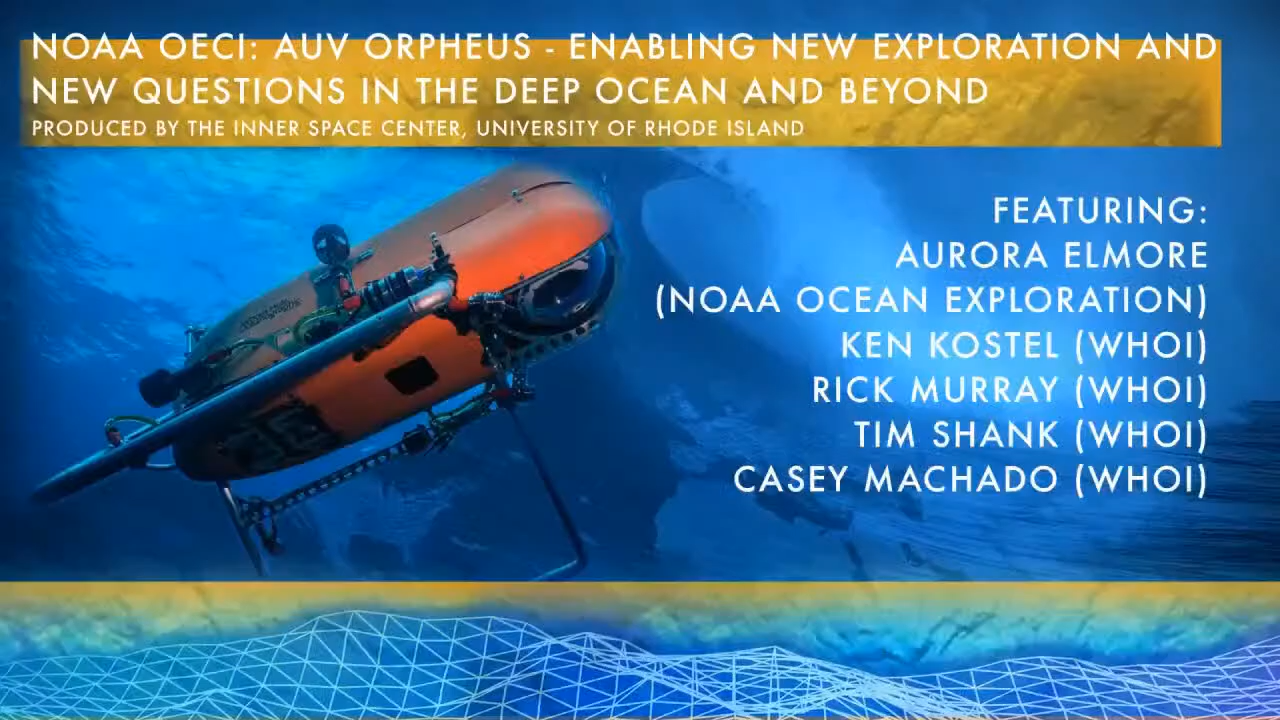 NOAA OECI: AUV ORPHEUS - ENABLING NEW EXPLORATION AND
NEW QUESTIONS IN THE DEEP OCEAN AND BEYOND
PRODUCED BY THE INNER SPACE CENTER, UNIVERSITY OF RHODE ISLAND
FEATURING:
AURORA ELMORE
(NOAA OCEAN EXPLORATION)
KEN KOSTEL (WHOI)
RICK MURRAY (WHOI)
TIM SHANK (WHOI)
CASEY MACHADO (WHOI)